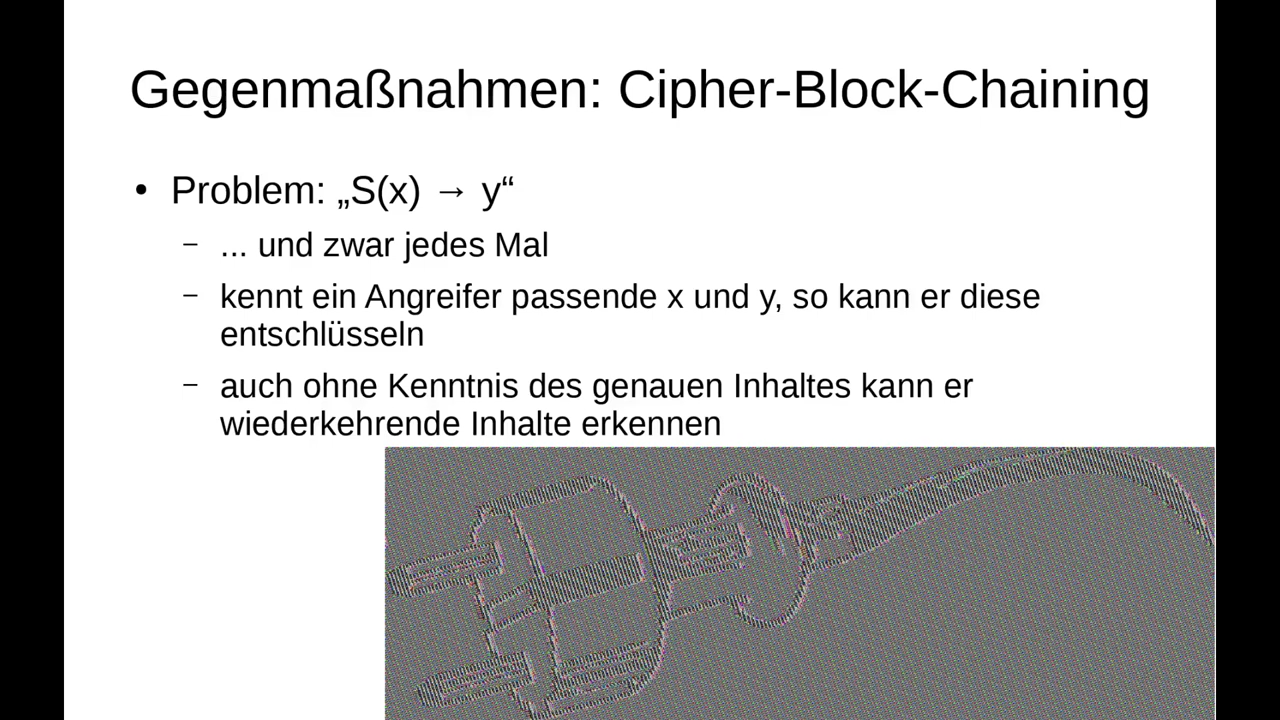 Gegenmaßnahmen: Cipher-Block-Chaining
• Problem: „S(x) → y“
– ... und zwar jedes Mal
– kennt ein Angreifer passende x und y, so kann er diese
entschlüsseln
– auch ohne Kenntnis des genauen Inhaltes kann er
wiederkehrende Inhalte erkennen